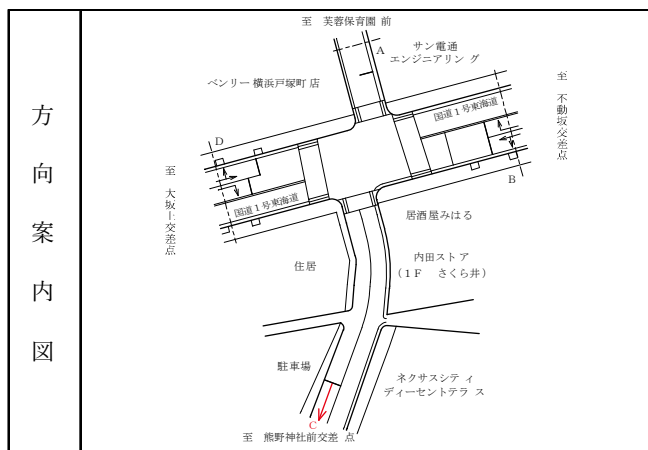 方向案内図
至 芙蓉保育園 前
A
サン電通
エンジニアリング
ベンリー 横浜戸塚町 店
至 不動坂交差点
D
国道1号東海道
B
至 大坂上交差点
国道1号東海道
居酒屋みはる
住居
内田スト ア
(1F さくら井)
駐車場
ネクサスシティ
ディーセントテラ ス
C
至 熊野神社前交差 点